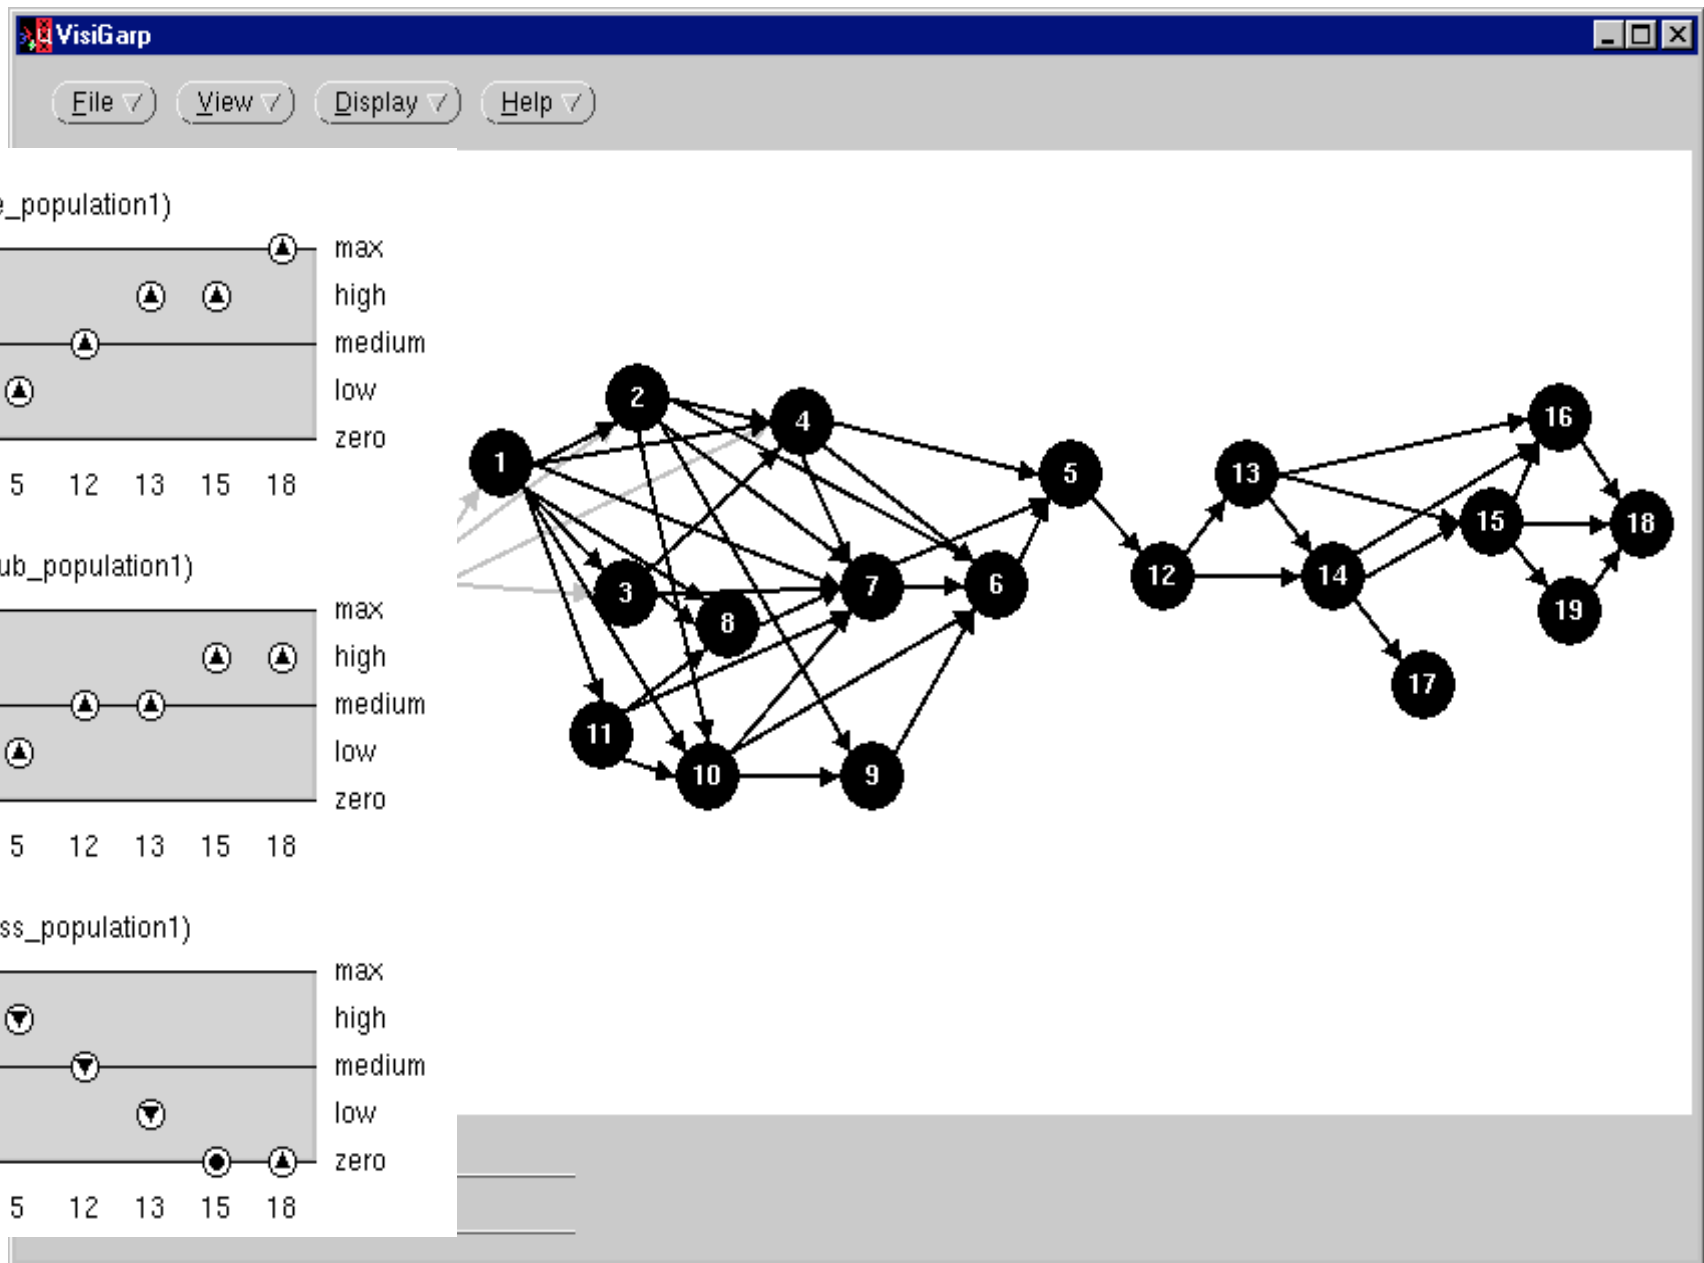 VisiGarp
File View Display Help
e_population1)
max
high
medium
low
zero
5 12 13 15 18
ub_population1)
max
high
medium
low
zero
5 12 13 15 18
ss_population1)
max
high
medium
low
zero
5 12 13 15 18
2
4
16
1
5
13
15
18
12
14
3
7
6
8
19
17
11
10
9